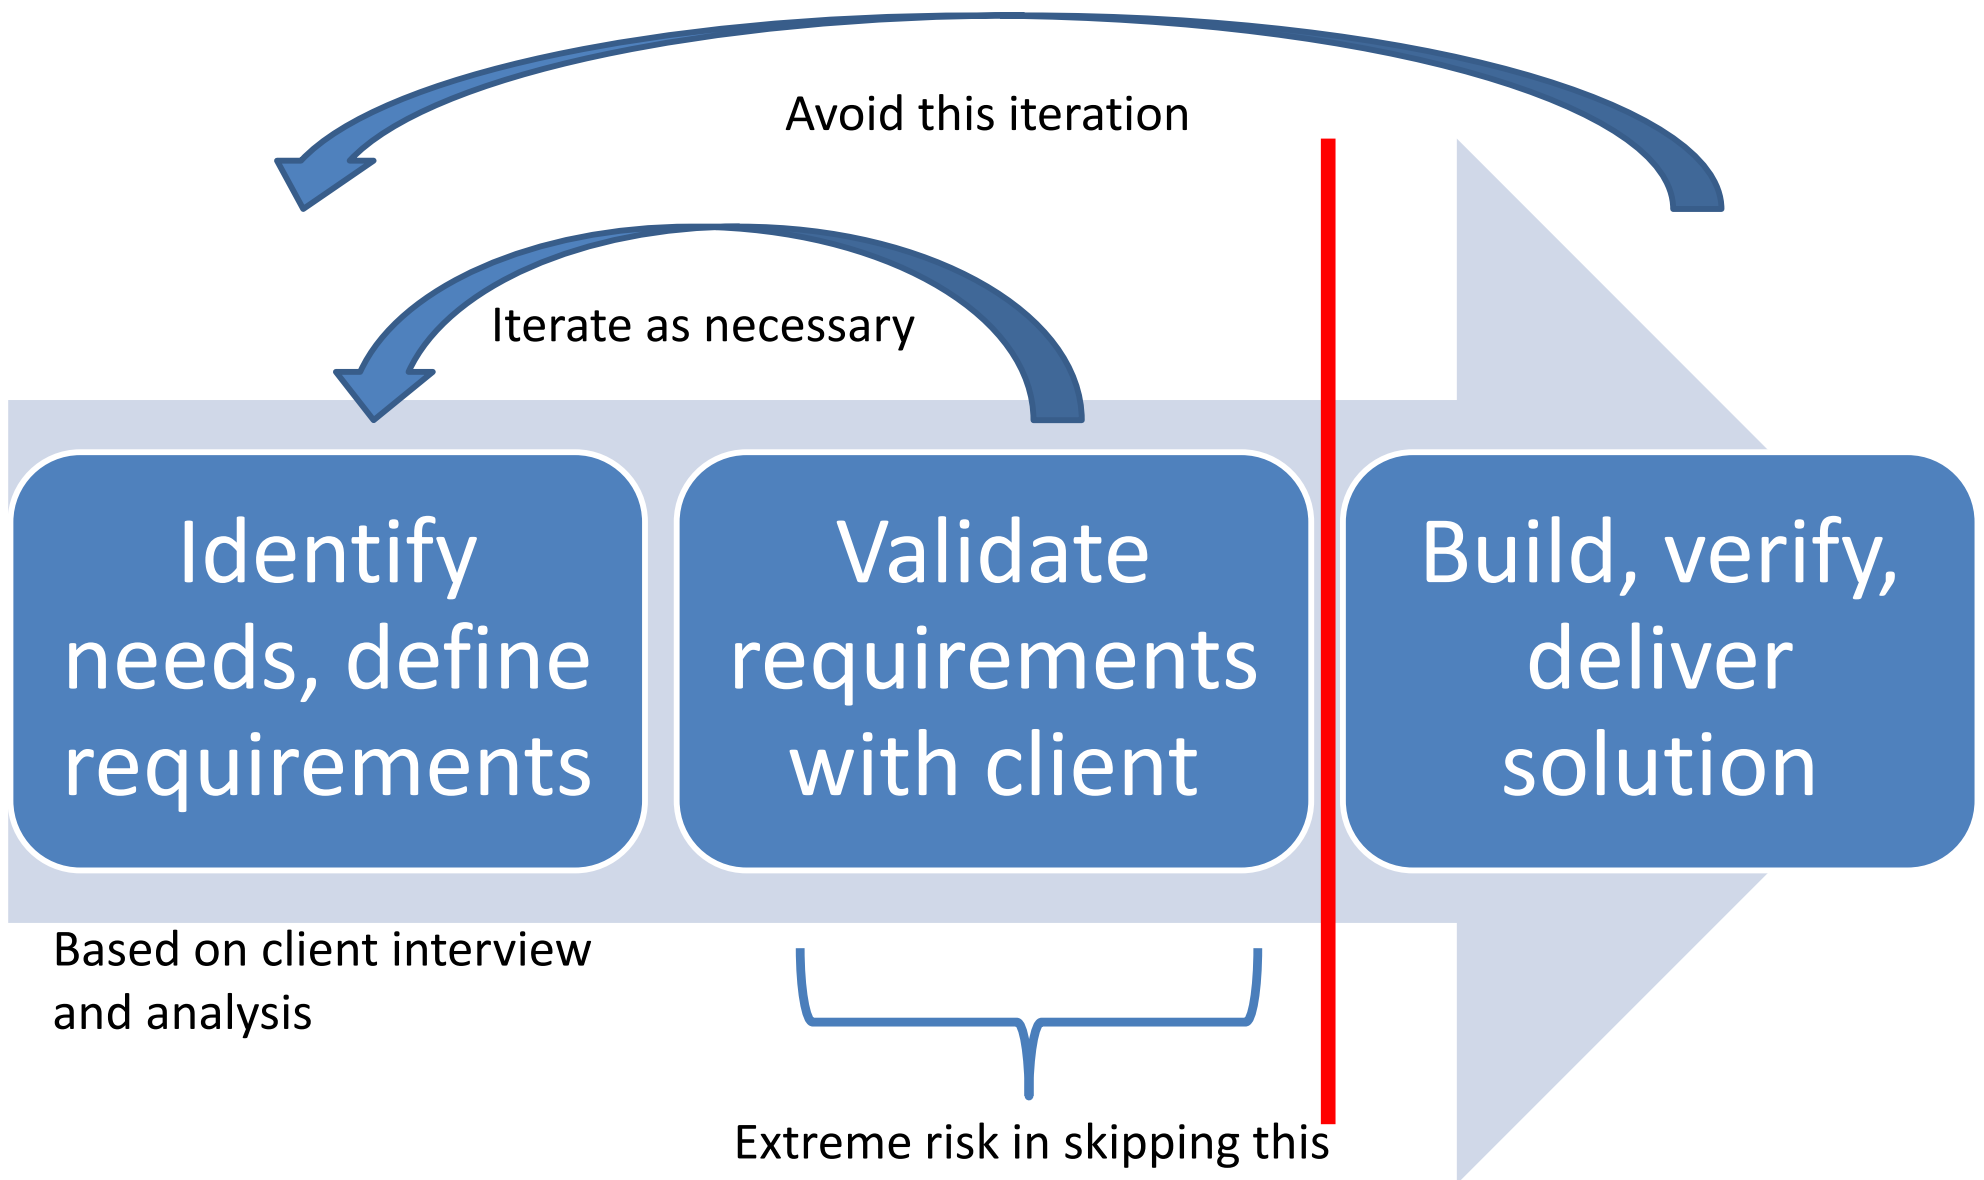 Avoid this iteration
Iterate as necessary
Identify
needs, define
requirements
Validate
requirements
with client
Build, verify,
deliver
solution
Based on client interview
and analysis
Extreme risk in skipping this